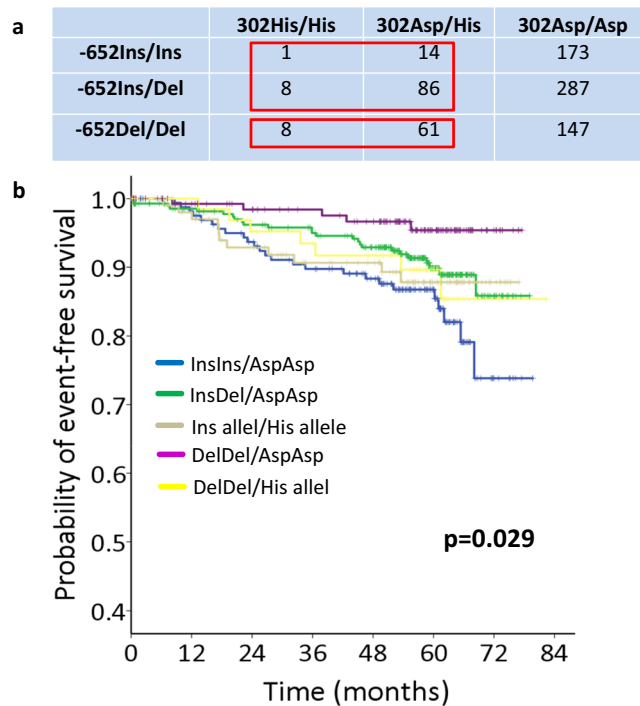 a
302His/His 302Asp/His 302Asp/Asp
-652Ins/Ins 1 14 173
-652Ins/Del 8 86 287
-652Del/Del 8 61 147
b
Probability of event-free survival
1.0
0.9
0.8
0.7
0.6
0.5
0.4
InsIns/AspAsp
InsDel/AspAsp
Ins allel/His allele
DelDel/AspAsp
DelDel/His allel
p=0.029
0 12 24 36 48 60 72 84
Time (months)